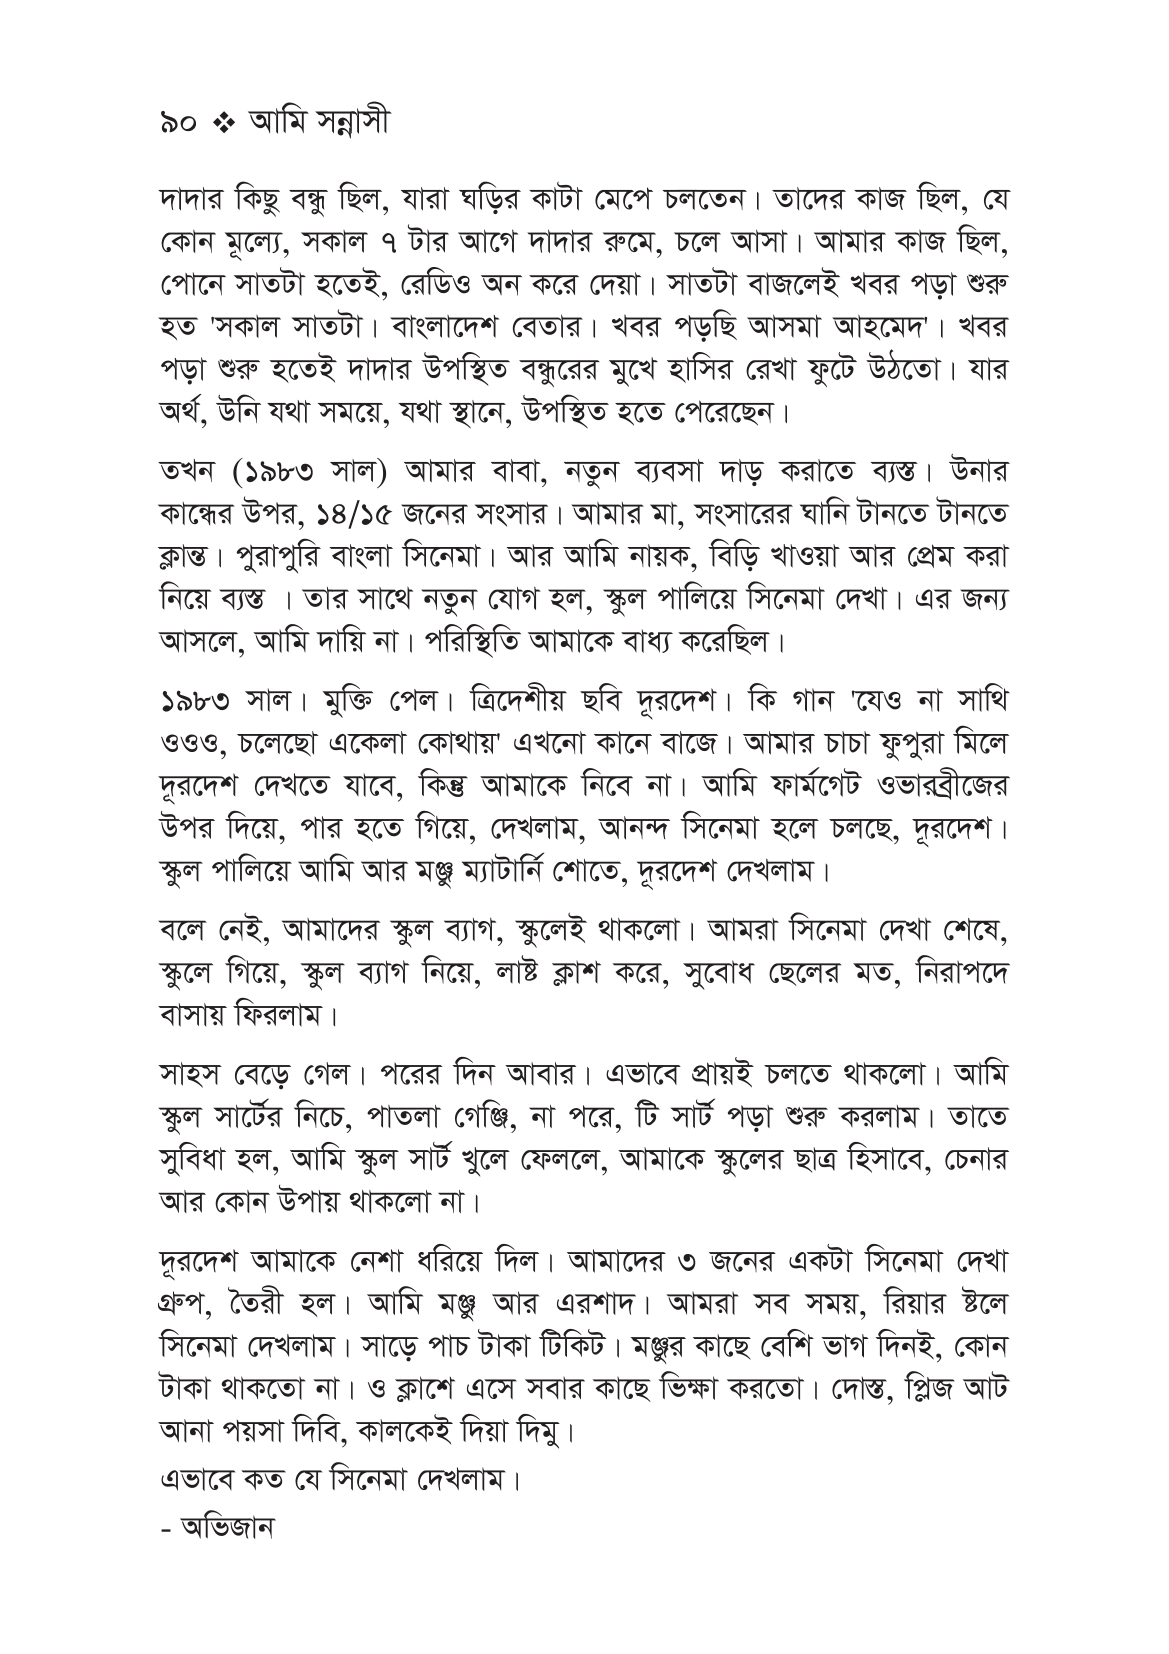 ৯০ ❖ আমি সন্নাসী
দাদার কিছু বন্ধু ছিল, যারা ঘড়ির কাটা মেপে চলতেন। তাদের কাজ ছিল, যে
কোন মূল্যে, সকাল ৭ টার আগে দাদার রুমে, চলে আসা। আমার কাজ ছিল,
পোনে সাতটা হতেই, রেডিও অন করে দেয়া। সাতটা বাজলেই খবর পড়া শুরু
হত 'সকাল সাতটা। বাংলাদেশ বেতার। খবর পড়ছি আসমা আহমেদ'। খবর
পড়া শুরু হতেই দাদার উপস্থিত বন্ধুরের মুখে হাসির রেখা ফুটে উঠতো। যার
অর্থ, উনি যথা সময়ে, যথা স্থানে, উপস্থিত হতে পেরেছেন।
তখন (১৯৮৩ সাল) আমার বাবা, নতুন ব্যবসা দাড় করাতে ব্যস্ত। উনার
কান্ধের উপর, ১৪/১৫ জনের সংসার। আমার মা, সংসারের ঘানি টানতে টানতে
ক্লান্ত। পুরাপুরি বাংলা সিনেমা। আর আমি নায়ক, বিড়ি খাওয়া আর প্রেম করা
নিয়ে ব্যস্ত । তার সাথে নতুন যোগ হল, স্কুল পালিয়ে সিনেমা দেখা। এর জন্য
আসলে, আমি দায়ি না। পরিস্থিতি আমাকে বাধ্য করেছিল।
১৯৮৩ সাল। মুক্তি পেল। ত্রিদেশীয় ছবি দূরদেশ। কি গান 'যেও না সাথি
ওওও, চলেছো একেলা কোথায়' এখনো কানে বাজে। আমার চাচা ফুপুরা মিলে
দূরদেশ দেখতে যাবে, কিন্তু আমাকে নিবে না। আমি ফার্মগেট ওভারব্রীজের
উপর দিয়ে, পার হতে গিয়ে, দেখলাম, আনন্দ সিনেমা হলে চলছে, দূরদেশ।
স্কুল পালিয়ে আমি আর মঞ্জু ম্যাটার্নি শোতে, দূরদেশ দেখলাম।
বলে নেই, আমাদের স্কুল ব্যাগ, স্কুলেই থাকলো। আমরা সিনেমা দেখা শেষে,
স্কুলে গিয়ে, স্কুল ব্যাগ নিয়ে, লাষ্ট ক্লাশ করে, সুবোধ ছেলের মত, নিরাপদে
বাসায় ফিরলাম।
সাহস বেড়ে গেল। পরের দিন আবার। এভাবে প্রায়ই চলতে থাকলো। আমি
স্কুল সার্টের নিচে, পাতলা গেঞ্জি, না পরে, টি সার্ট পড়া শুরু করলাম। তাতে
সুবিধা হল, আমি স্কুল সার্ট খুলে ফেললে, আমাকে স্কুলের ছাত্র হিসাবে, চেনার
আর কোন উপায় থাকলো না।
দূরদেশ আমাকে নেশা ধরিয়ে দিল। আমাদের ৩ জনের একটা সিনেমা দেখা
গ্রুপ, তৈরী হল। আমি মঞ্জু আর এরশাদ। আমরা সব সময়, রিয়ার ষ্টলে
সিনেমা দেখলাম। সাড়ে পাচ টাকা টিকিট। মঞ্জুর কাছে বেশি ভাগ দিনই, কোন
টাকা থাকতো না। ও ক্লাশে এসে সবার কাছে ভিক্ষা করতো। দোস্ত, প্লিজ আট
আনা পয়সা দিবি, কালকেই দিয়া দিমু।
এভাবে কত যে সিনেমা দেখলাম।
- অভিজান